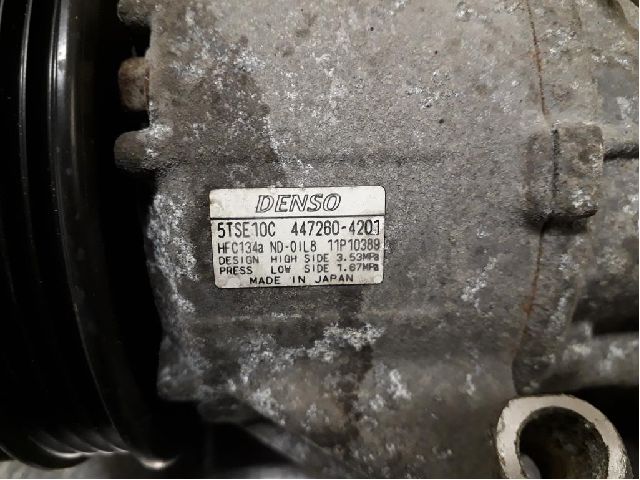 DENSO
5TSE10C 447260-4201
HFC134a ND-OIL8 11P10389
DESIGN HIGH SIDE 3.53MPa
PRESS LOW SIDE 1.67MPa
MADE IN JAPAN